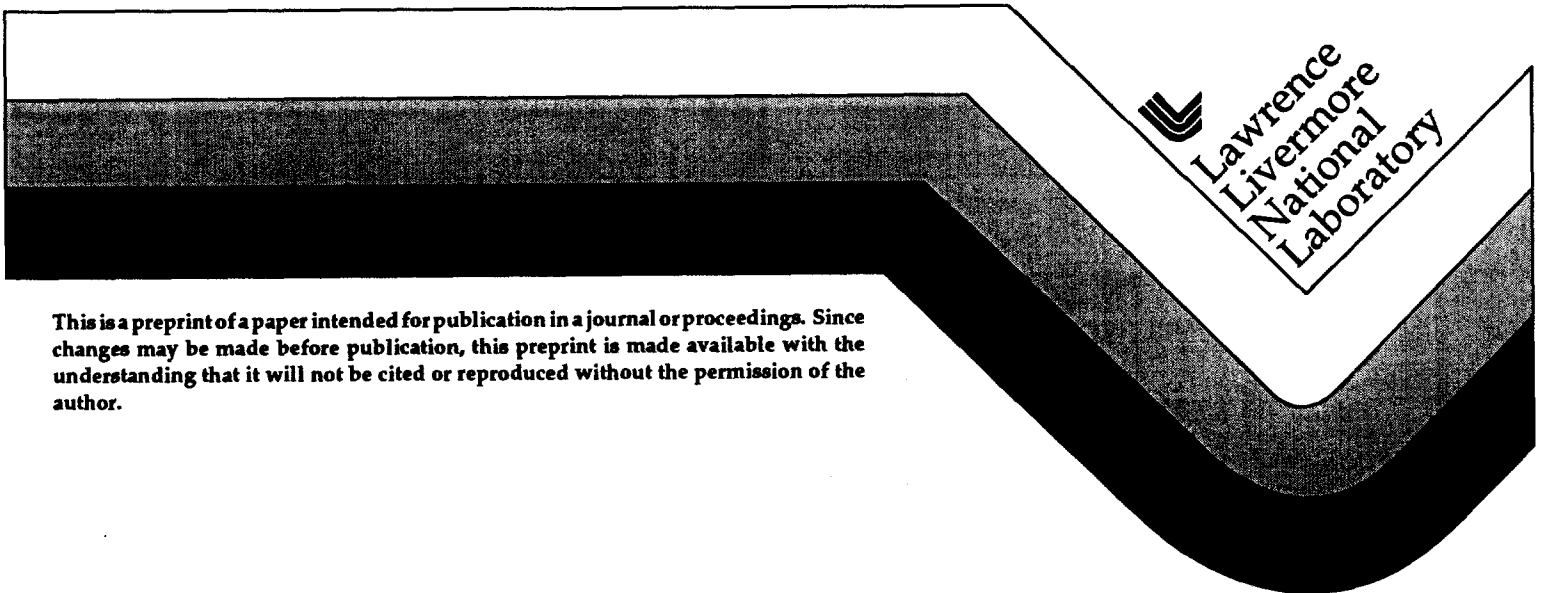 Lawrence
Livermore
National
Laboratory
This is a preprint of a paper intended for publication in a journal or proceedings. Since
changes may be made before publication, this preprint is made available with the
understanding that it will not be cited or reproduced without the permission of the
author.